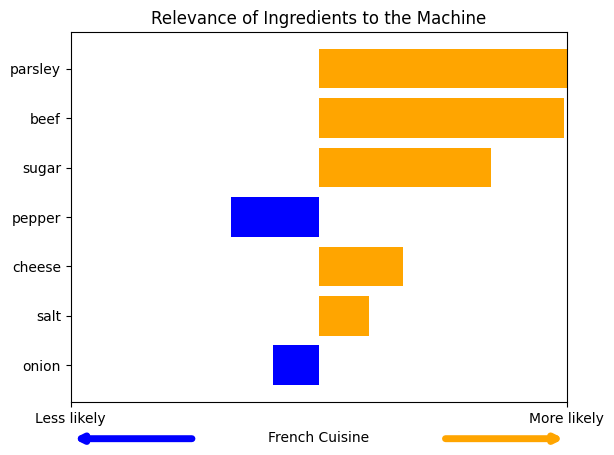 Relevance of Ingredients to the Machine
parsley
beef
sugar
pepper
cheese
salt
onion
Less likely
More likely
French Cuisine